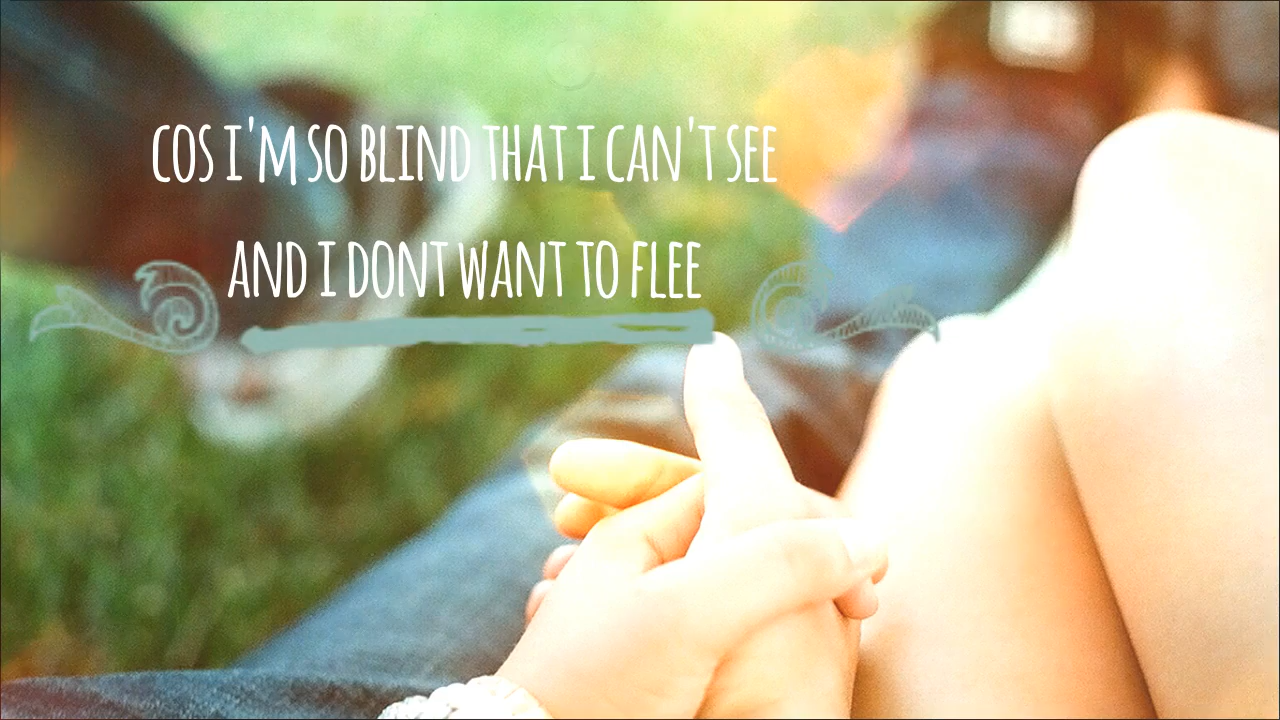 COS I'M SO BLIND THAT I CAN'T SEE
AND I DONT WANT TO FLEE